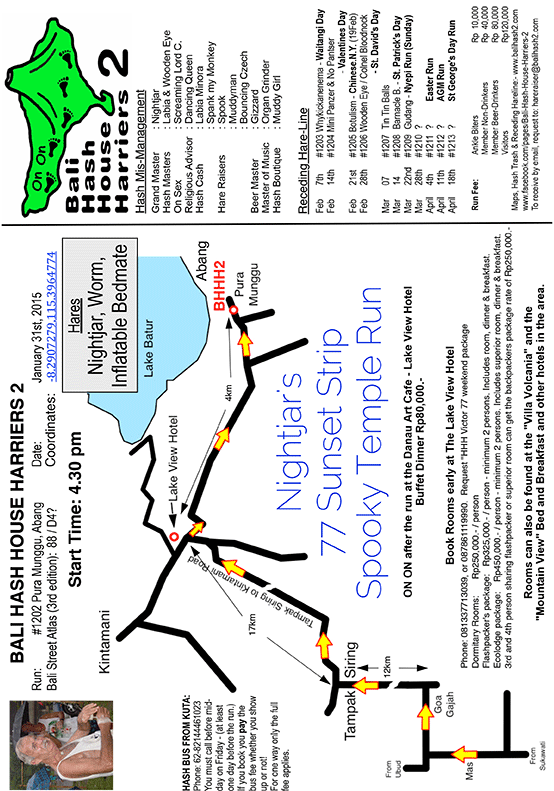 BALI HASH HOUSE HARRIERS 2
Run: #1202 Pura Munggu, Abang
Date: January 31st, 2015
Bali Street Atlas (3rd edition): 88 / D4?
Coordinates: -8.2907279,115.3964774
Start Time: 4.30 pm
Hares
Nightjar, Worm,
Inflatable Bedmate
Kintamani
Lake View Hotel
Lake Batur
Abang
BHHH2
Pura
Munggu
4km
Tampak Siring to Kintamani Road
17km
HASH BUS FROM KUTA:
Phone: 62-82144461023
You must call before mid-
day on Friday - (at least
one day before the run.)
If you book you pay the
bus fee whether you show
up or not!
For one way only the full
fee applies.
Nightjar's
77 Sunset Strip
Spooky Temple Run
Tampak Siring
12km
Goa
Gajah
From
Ubud
Mas
From
Sukawati
ON ON after the run at the Danau Art Cafe - Lake View Hotel
Buffet Dinner Rp80,000.-
Book Rooms early at The Lake View Hotel
Phone: 081337713039, or 087861119990. Request "HHH Victor 77 weekend package
Dormitary Rooms: Rp250,000.- / person
Flashpacker's package: Rp325,000.- / person - minimum 2 persons. Includes room, dinner & breakfast.
Ecolodge package: Rp450,000.- / person - minimum 2 persons. Includes superior room, dinner & breakfast.
3rd and 4th person sharing flashpacker or superior room can get the backpackers package rate of Rp250,000.-
Rooms can also be found at the "Villa Volcania" and the
"Mountain View" Bed and Breakfast and other hotels in the area.
On On
Bali
Hash
House
Harriers 2
Hash Mis-Management
Grand Master : Nightjar
Hash Masters : Labia & Wooden Eye
On Sex : Screaming Lord C.
Religious Advisor : Dancing Queen
Hash Cash : Labia Minora
: Spank my Monkey
Hare Raisers : Spook
: Muddyman
: Bouncing Czech
Beer Master : Gizzard
Master of Music : Organ Grinder
Hash Boutique : Muddy Girl
Receding Hare-Line
Feb 7th #1203 Whykickanenema - Waitangi Day
Feb 14th #1204 Mini Panzer & No Pantser
- Valentines Day
Feb 21st #1205 Botulism - Chinese N.Y. (19Feb)
Feb 28th #1206 Wooden Eye / Colnel Bloodnock
- St. David's Day
Mar 07 #1207 Tin Tin Balls
Mar 14 #1208 Barnade B. - St. Patrick's Day
Mar 22nd #1209 Gudang - Nyepi Run (Sunday)
Mar 28th #1210 ?
April 4th #1211 ? Easter Run
April 11th #1212 ? AGM Run
April 18th #1213 ? St George's Day Run
Run Fee: Ankle Biters Rp 10,000
Member Non-Drinkers Rp 40,000
Member Beer-Drinkers Rp 80,000
Visitors Rp120,000
Maps, Hash Trash & Receding Hareline:- www.balihash2.com
www.facebook.com/pages/Bali-Hash-House-Harriers-2
To receive by email, request to: hareraiser@balihash2.com